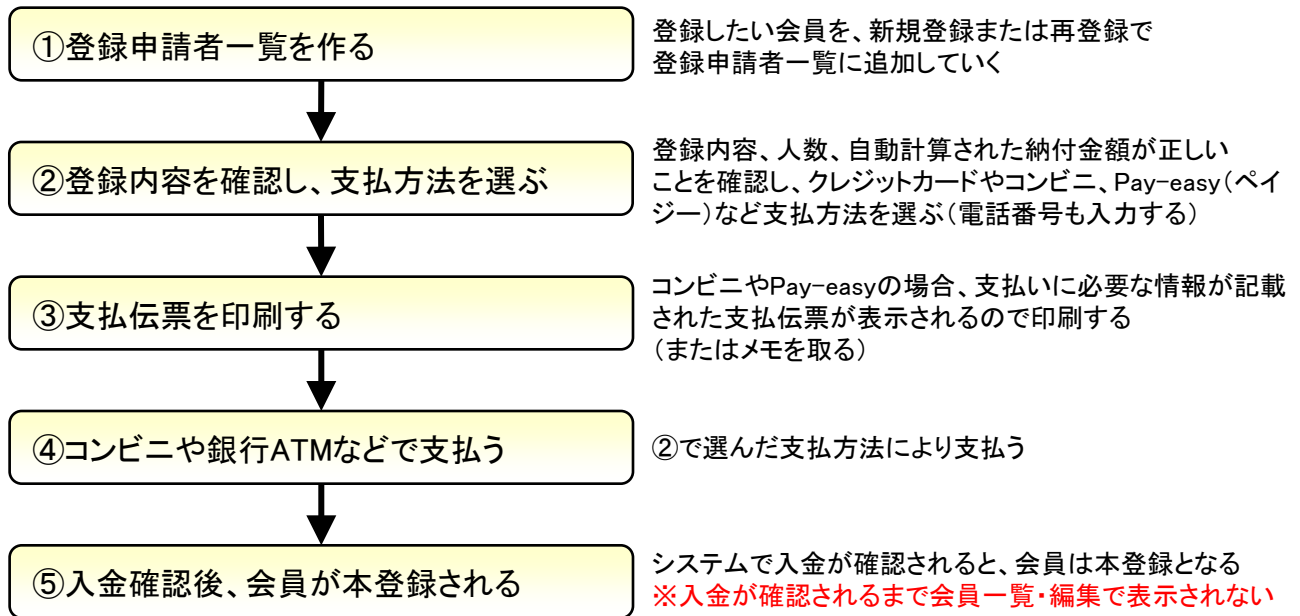 ①登録申請者一覧を作る
登録したい会員を、新規登録または再登録で
登録申請者一覧に追加していく
②登録内容を確認し、支払方法を選ぶ
登録内容、人数、自動計算された納付金額が正しい
ことを確認し、クレジットカードやコンビニ、Pay-easy(ペイ
ジー)など支払方法を選ぶ(電話番号も入力する)
③支払伝票を印刷する
コンビニやPay-easyの場合、支払いに必要な情報が記載
された支払伝票が表示されるので印刷する
(またはメモを取る)
④コンビニや銀行ATMなどで支払う
②で選んだ支払方法により支払う
⑤入金確認後、会員が本登録される
システムで入金が確認されると、会員は本登録となる
※入金が確認されるまで会員一覧・編集で表示されない